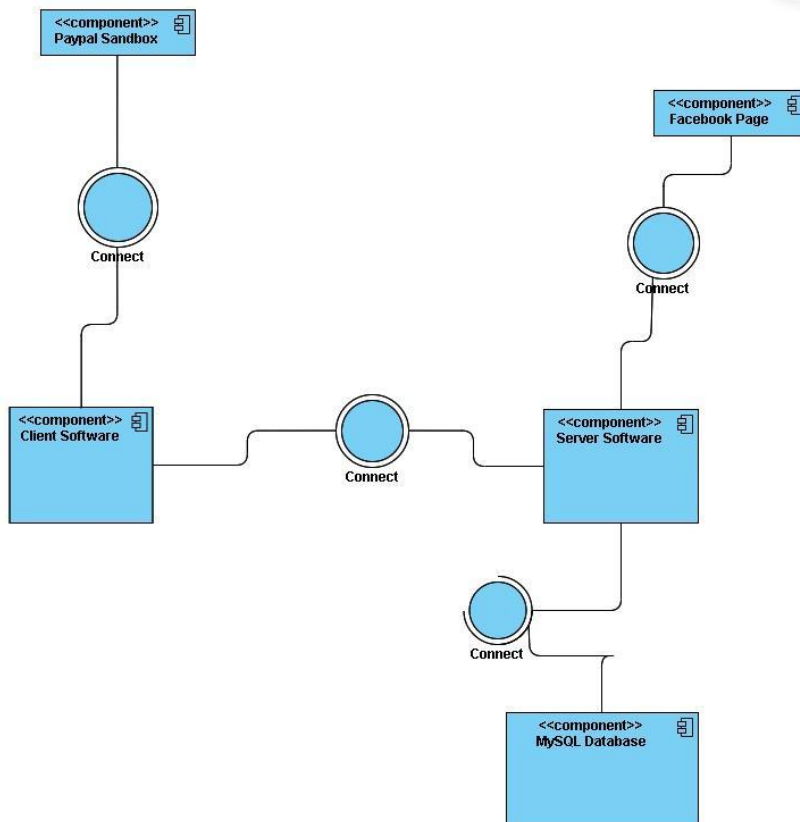 <<component>>
Paypal Sandbox
<<component>>
Facebook Page
Connect
Connect
<<component>>
Client Software
<<component>>
Server Software
Connect
Connect
<<component>>
MySQL Database